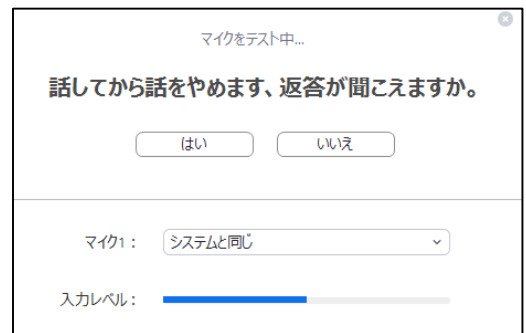 マイクをテスト中...
話してから話をやめます、返答が聞こえますか。
はい いいえ
マイク1： システムと同じ
入力レベル：